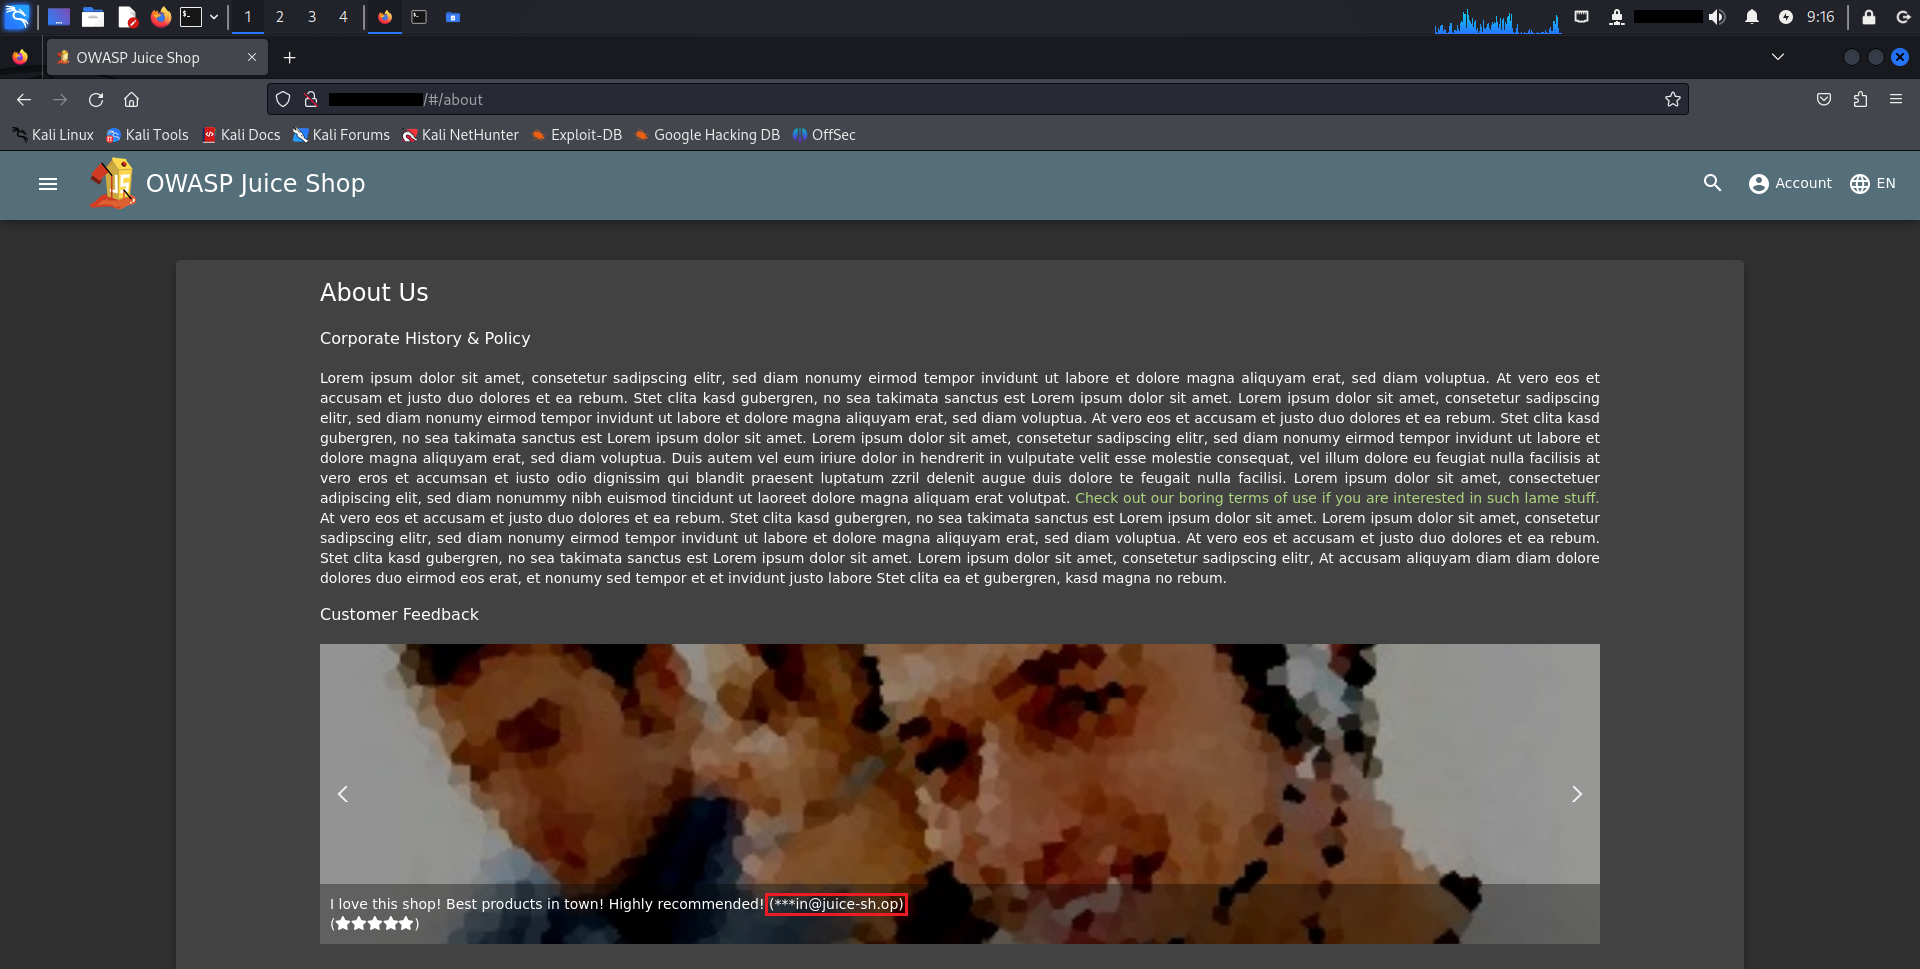 1 2 3 4 9:16
OWASP Juice Shop
/#/about
Kali Linux Kali Tools Kali Docs Kali Forums Kali NetHunter Exploit-DB Google Hacking DB OffSec
OWASP Juice Shop Account EN
About Us
Corporate History & Policy
Lorem ipsum dolor sit amet, consetetur sadipscing elitr, sed diam nonumy eirmod tempor invidunt ut labore et dolore magna aliquyam erat, sed diam voluptua. At vero eos et
accusam et justo duo dolores et ea rebum. Stet clita kasd gubergren, no sea takimata sanctus est Lorem ipsum dolor sit amet. Lorem ipsum dolor sit amet, consetetur sadipscing
elitr, sed diam nonumy eirmod tempor invidunt ut labore et dolore magna aliquyam erat, sed diam voluptua. At vero eos et accusam et justo duo dolores et ea rebum. Stet clita kasd
gubergren, no sea takimata sanctus est Lorem ipsum dolor sit amet. Lorem ipsum dolor sit amet, consetetur sadipscing elitr, sed diam nonumy eirmod tempor invidunt ut labore et
dolore magna aliquyam erat, sed diam voluptua. Duis autem vel eum iriure dolor in hendrerit in vulputate velit esse molestie consequat, vel illum dolore eu feugiat nulla facilisis at
vero eros et accumsan et iusto odio dignissim qui blandit praesent luptatum zzril delenit augue duis dolore te feugait nulla facilisi. Lorem ipsum dolor sit amet, consectetuer
adipiscing elit, sed diam nonummy nibh euismod tincidunt ut laoreet dolore magna aliquam erat volutpat. Check out our boring terms of use if you are interested in such lame stuff.
At vero eos et accusam et justo duo dolores et ea rebum. Stet clita kasd gubergren, no sea takimata sanctus est Lorem ipsum dolor sit amet. Lorem ipsum dolor sit amet, consetetur
sadipscing elitr, sed diam nonumy eirmod tempor invidunt ut labore et dolore magna aliquyam erat, sed diam voluptua. At vero eos et accusam et justo duo dolores et ea rebum.
Stet clita kasd gubergren, no sea takimata sanctus est Lorem ipsum dolor sit amet. Lorem ipsum dolor sit amet, consetetur sadipscing elitr, At accusam aliquyam diam diam dolore
dolores duo eirmod eos erat, et nonumy sed tempor et et invidunt justo labore Stet clita ea et gubergren, kasd magna no rebum.
Customer Feedback
I love this shop! Best products in town! Highly recommended! (***in@juice-sh.op)
(★★★★★)